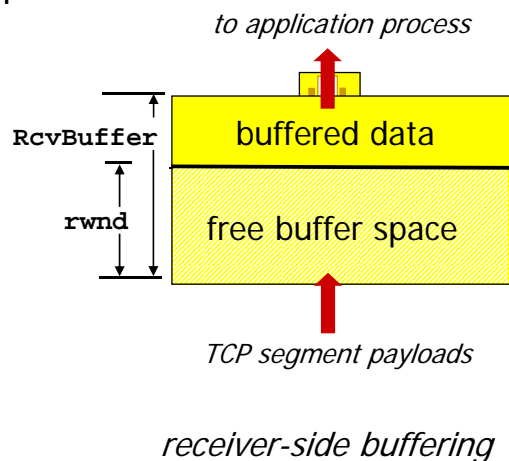 to application process
buffered data
RcvBuffer
rwnd
free buffer space
TCP segment payloads
receiver-side buffering